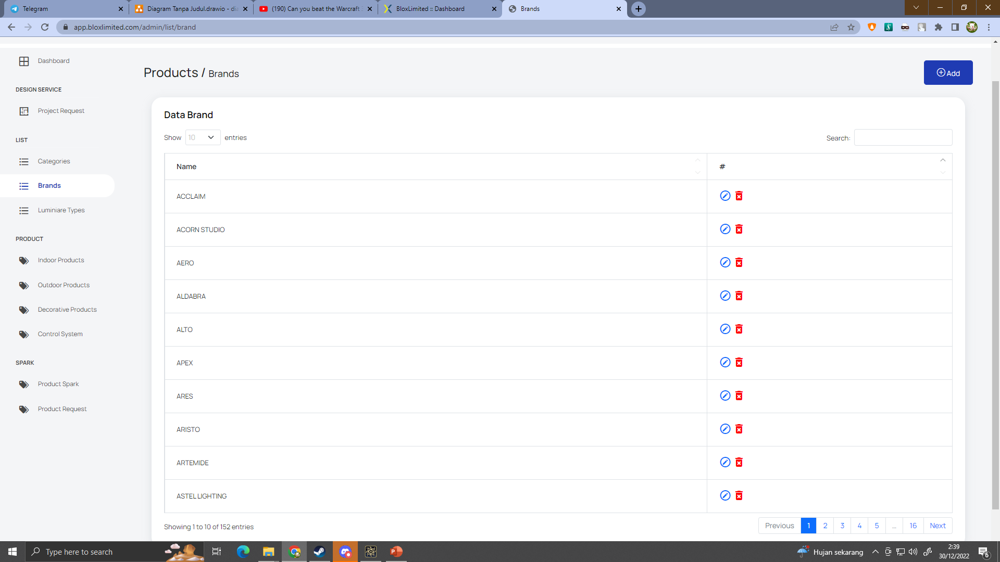 Telegram
Diagram Tanpa Judul.drawio - dia
(190) Can you beat the Warcraft
BloxLimited :: Dashboard
Brands
app.bloxlimited.com/admin/list/brand
Dashboard
DESIGN SERVICE
Project Request
LIST
Categories
Brands
Luminiare Types
PRODUCT
Indoor Products
Outdoor Products
Decorative Products
Control System
SPARK
Product Spark
Product Request
Products / Brands
Add
Data Brand
Show 10 entries
Search:
Name #
ACCLAIM
ACORN STUDIO
AERO
ALDABRA
ALTO
APEX
ARES
ARISTO
ARTEMIDE
ASTEL LIGHTING
Showing 1 to 10 of 152 entries
Previous 1 2 3 4 5 ... 16 Next
Type here to search
Hujan sekarang
2:39
30/12/2022
6